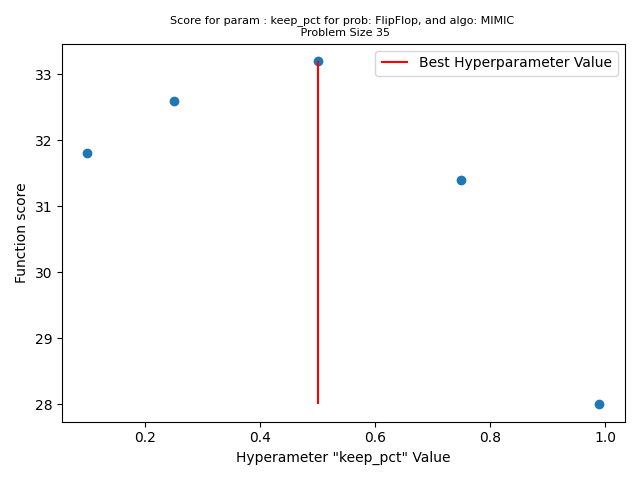 Score for param : keep_pct for prob: FlipFlop, and algo: MIMIC
Problem Size 35
Best Hyperparameter Value
33
32
31
30
29
28
Function score
0.2
0.4
0.6
0.8
1.0
Hyperameter "keep_pct" Value